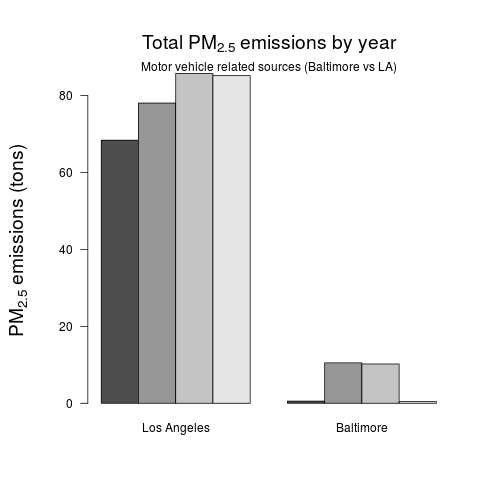 Total PM2.5 emissions by year
Motor vehicle related sources (Baltimore vs LA)
PM2.5 emissions (tons)
80
60
40
20
0
Los Angeles
Baltimore